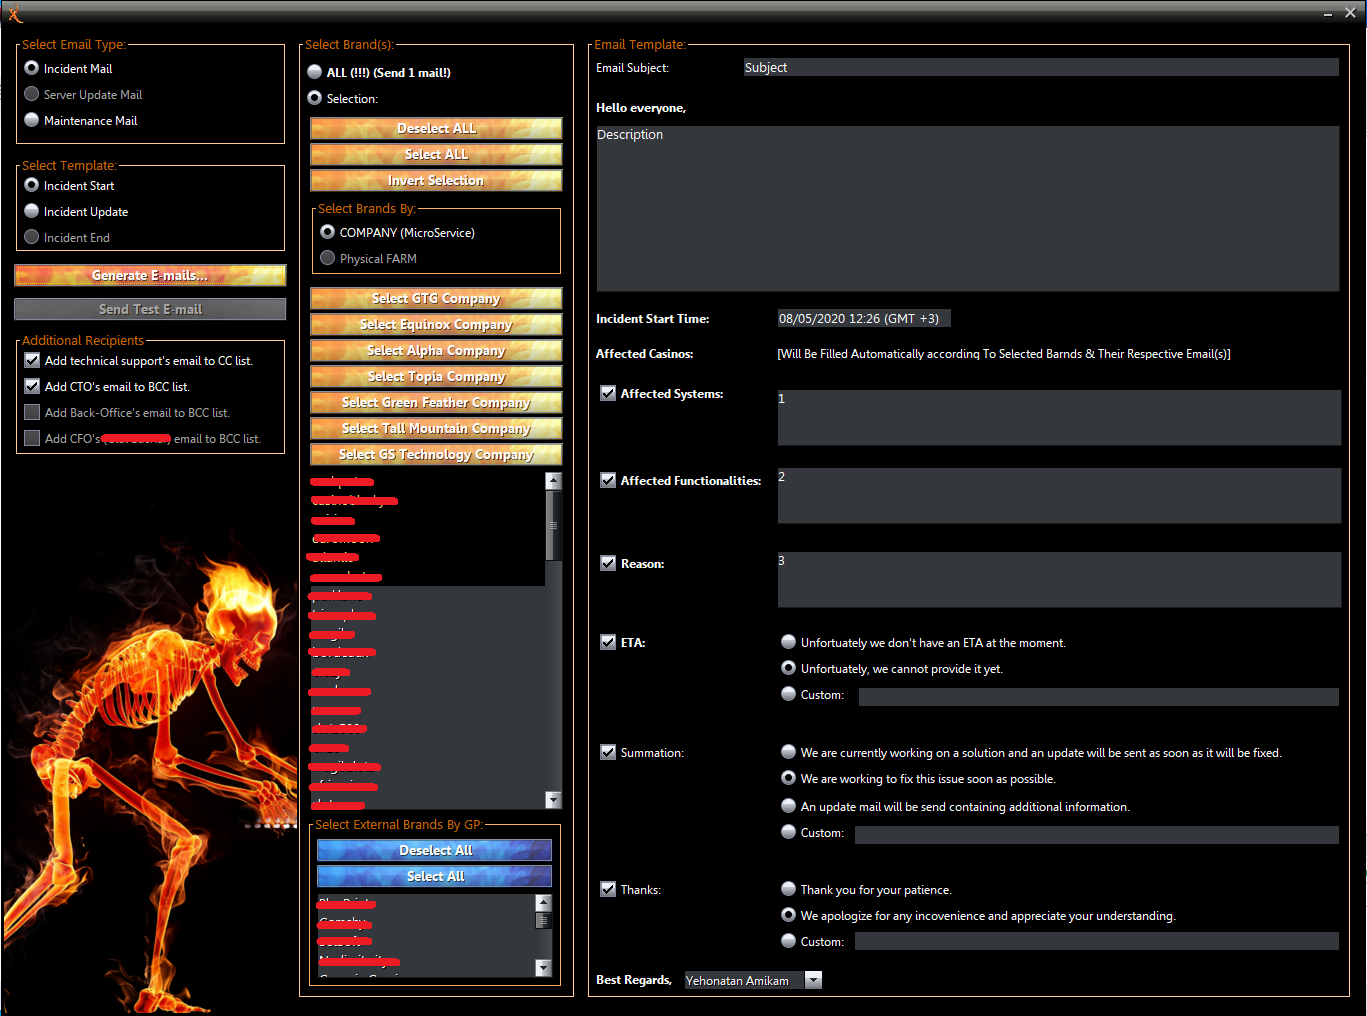 Select Email Type:
Incident Mail
Server Update Mail
Maintenance Mail
Select Template:
Incident Start
Incident Update
Incident End
Generate E-mails...
Send Test E-mail
Additional Recipients
Add technical support's email to CC list.
Add CTO's email to BCC list.
Add Back-Office's email to BCC list.
Add CFO's email to BCC list.
Select Brand(s):
ALL (!!!) (Send 1 mail!)
Selection:
Deselect ALL
Select ALL
Invert Selection
Select Brands By:
COMPANY (MicroService)
Physical FARM
Select GTG Company
Select Equinox Company
Select Alpha Company
Select Topia Company
Select Green Feather Company
Select Tall Mountain Company
Select GS Technology Company
Select External Brands By GP:
Deselect All
Select All
Email Template:
Email Subject: Subject
Hello everyone,
Description
Incident Start Time: 08/05/2020 12:26 (GMT +3)
Affected Casinos: [Will Be Filled Automatically according To Selected Barnds & Their Respective Email(s)]
Affected Systems: 1
Affected Functionalities: 2
Reason: 3
ETA: Unfortuately we don't have an ETA at the moment.
Unfortuately, we cannot provide it yet.
Custom:
Summation: We are currently working on a solution and an update will be sent as soon as it will be fixed.
We are working to fix this issue soon as possible.
An update mail will be send containing additional information.
Custom:
Thanks: Thank you for your patience.
We apologize for any incovenience and appreciate your understanding.
Custom:
Best Regards, Yehonatan Amikam